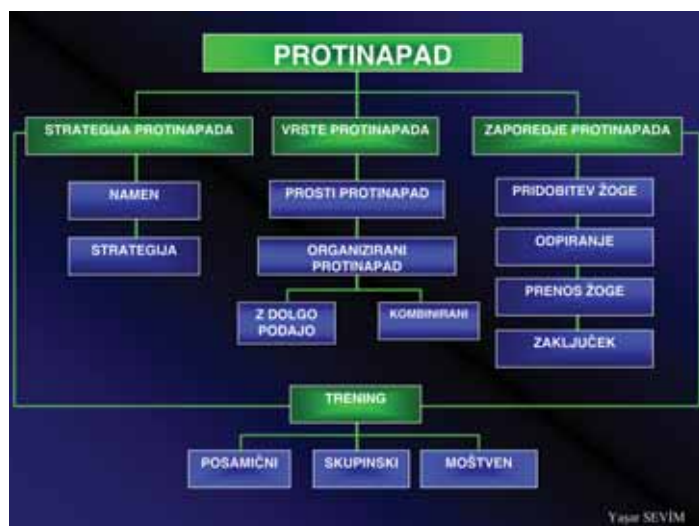 PROTINAPAD
STRATEGIJA PROTINAPADA
VRSTE PROTINAPADA
ZAPOREDJE PROTINAPADA
NAMEN
STRATEGIJA
PROSTI PROTINAPAD
ORGANIZIRANI
PROTINAPAD
Z DOLGO
PODAJO
KOMBINIRANI
PRIDOBITEV ŽOGE
ODPIRANJE
PRENOS ŽOGE
ZAKLJUČEK
TRENING
POSAMIČNI
SKUPINSKI
MOŠTVEN
Yaşar SEVİM